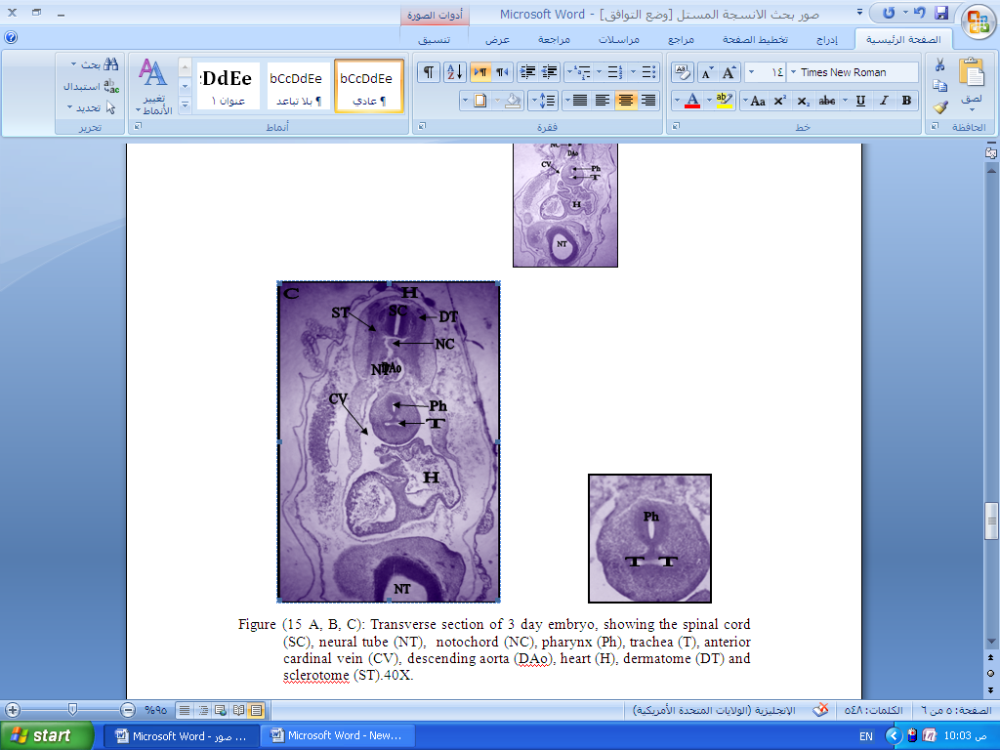 صور بحث الانسجة المستل [وضع التوافق] - Microsoft Word
أدوات الصورة
الصفحة الرئيسية
إدراج
تخطيط الصفحة
مراجع
مراسلات
مراجعة
عرض
تنسيق
لصق
الحافظة
Times New Roman
١٤
B I U abc X₂ X² Aa
خط
فقرة
bCcDdEe
¶ عادي
bCcDdEe
¶ بلا تباعد
DdEe
عنوان ١
تغيير
الأنماط
أنماط
بحث
استبدال
تحديد
تحرير
NC
DAo
CV
Ph
T
H
NT
C
H
ST
SC
DT
NC
NT
DAo
CV
Ph
T
H
NT
Ph
T T
Figure (15 A, B, C): Transverse section of 3 day embryo, showing the spinal cord
(SC), neural tube (NT), notochord (NC), pharynx (Ph), trachea (T), anterior
cardinal vein (CV), descending aorta (DAo), heart (H), dermatome (DT) and
sclerotome (ST).40X.
الصفحة: ٥ من ٦
الكلمات: ٥٤٨
الإنجليزية (الولايات المتحدة الأمريكية)
%٩٥
start
Microsoft Word - صور ...
Microsoft Word - New...
EN
10:03 ص